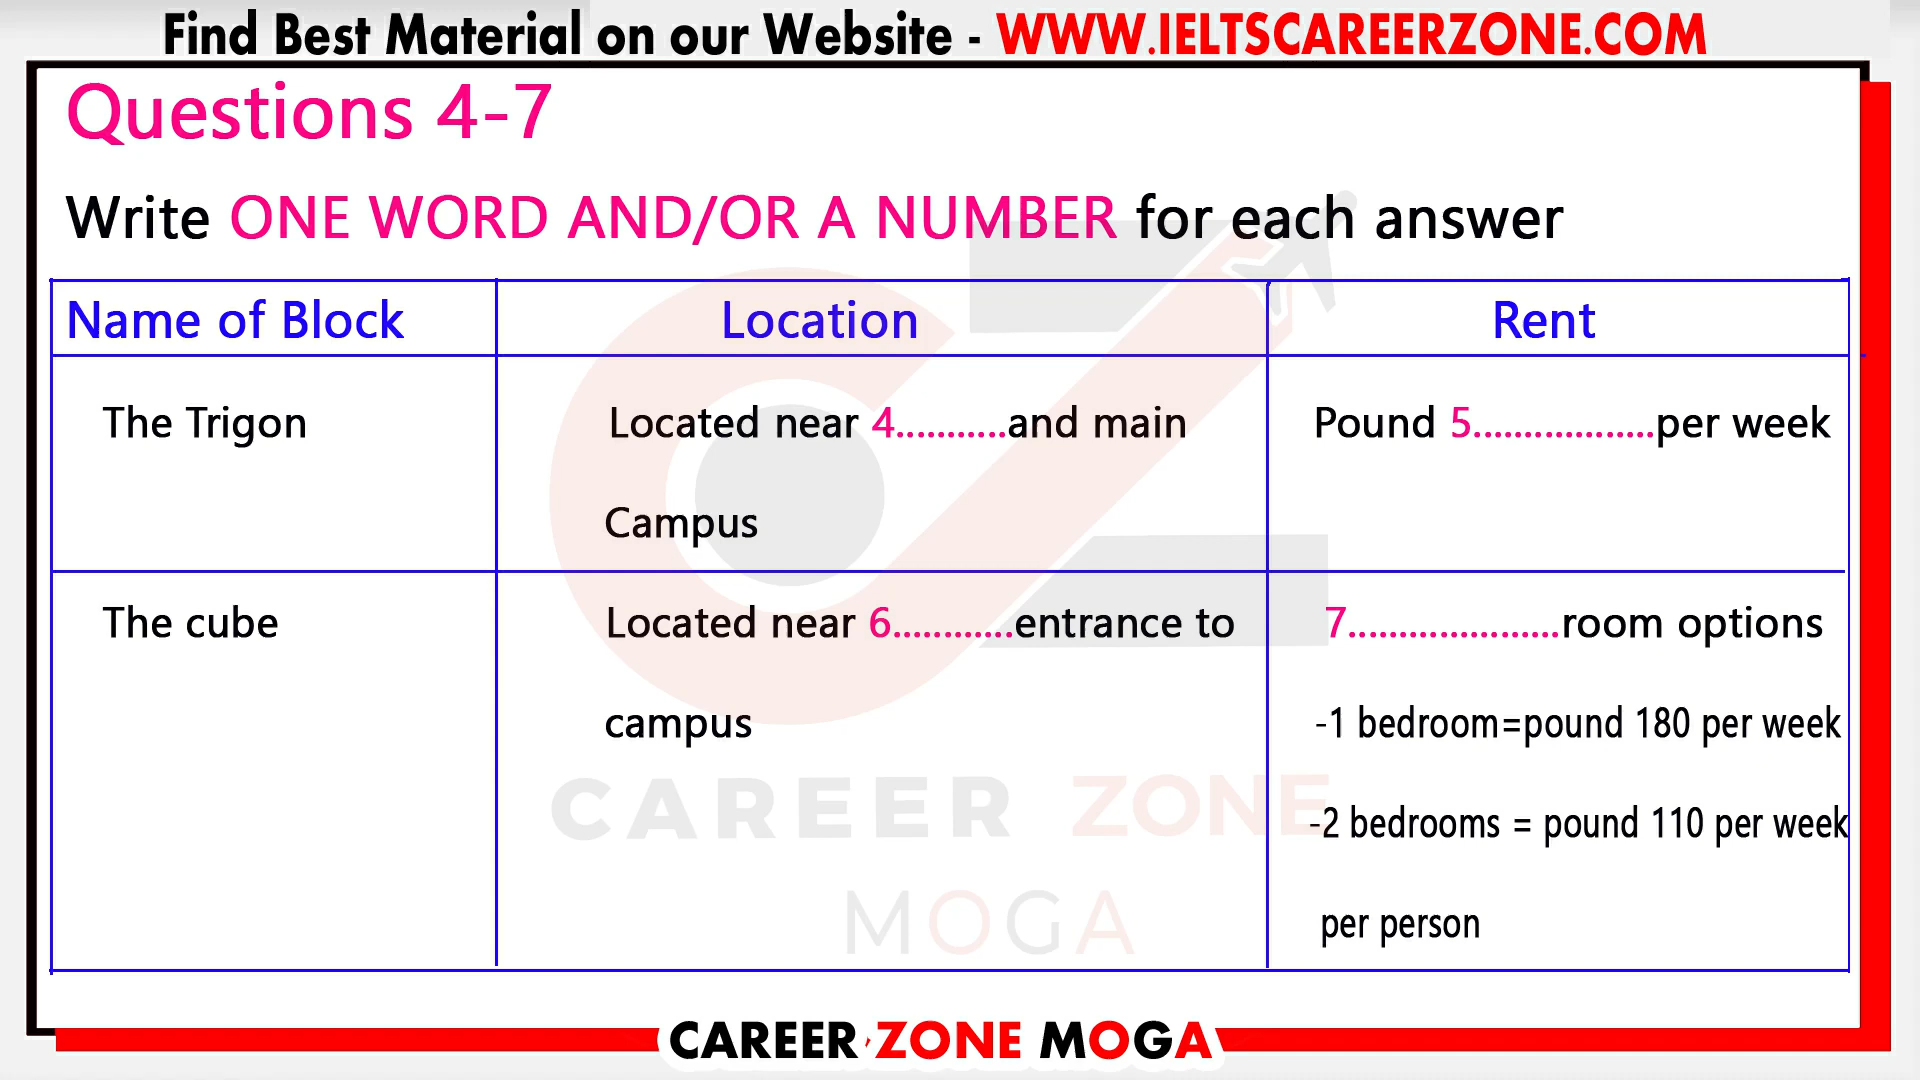 Find Best Material on our Website - WWW.IELTSCAREERZONE.COM
Questions 4-7
Write ONE WORD AND/OR A NUMBER for each answer
Name of Block
Location
Rent
The Trigon
Located near 4...........and main
Campus
Pound 5..................per week
The cube
Located near 6............entrance to
campus
7.....................room options
-1 bedroom=pound 180 per week
-2 bedrooms = pound 110 per week
per person
CAREER ZONE
MOGA
CAREER ZONE MOGA